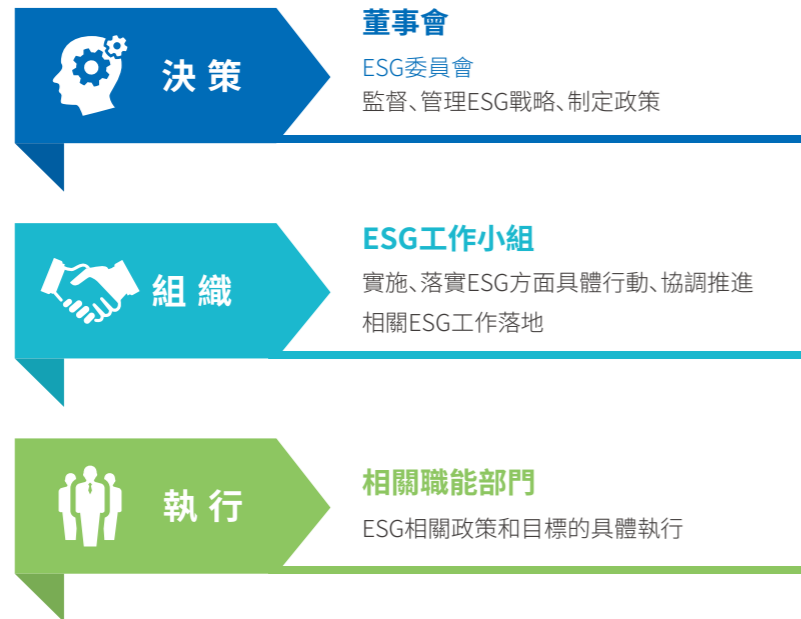 決策
董事會
ESG委員會
監督、管理ESG戰略、制定政策
組織
ESG工作小組
實施、落實ESG方面具體行動、協調推進
相關ESG工作落地
執行
相關職能部門
ESG相關政策和目標的具體執行